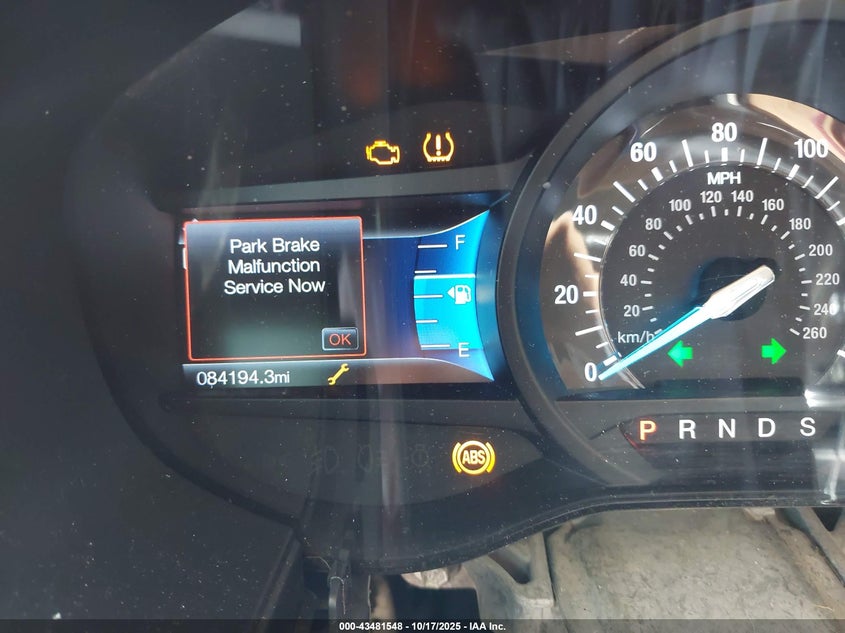 Park Brake
Malfunction
Service Now
OK
F
E
084194.3mi
ABS
0
20
40
60
80
100
MPH
20
40
60
80
100
120
140
160
180
200
220
240
260
km/h
P R N D S
000-43481548 - 10/17/2025 - IAA Inc.